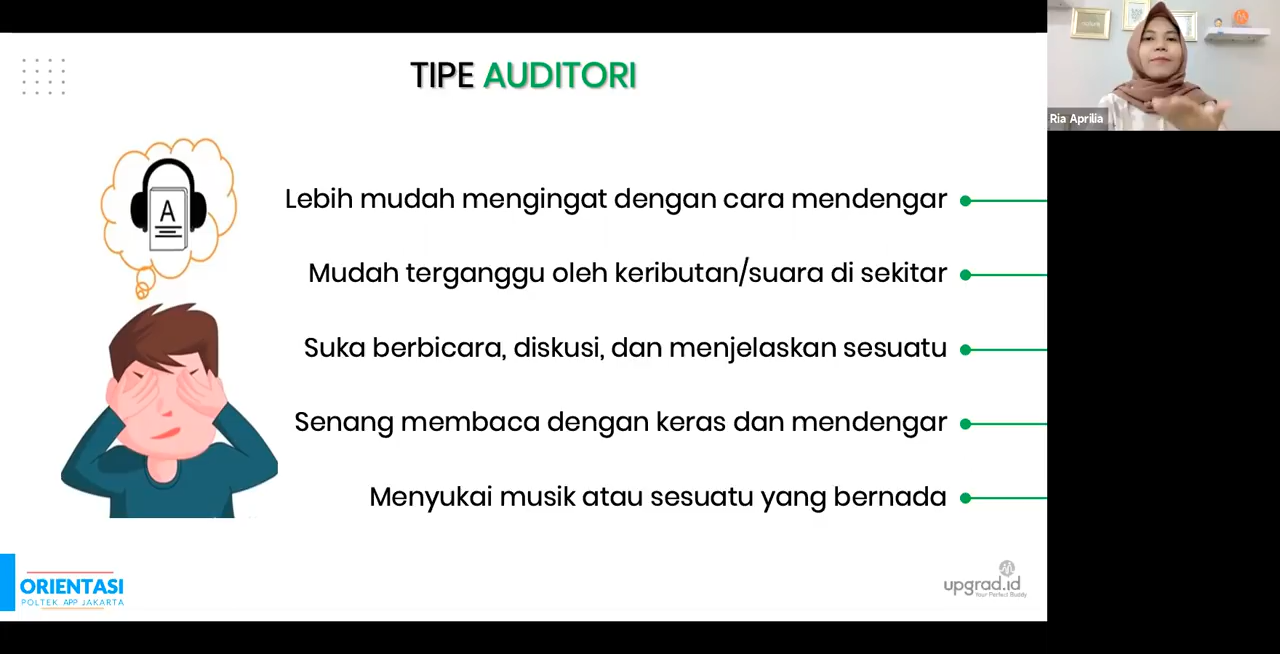 TIPE AUDITORI
Ria Aprilia
A
Lebih mudah mengingat dengan cara mendengar
Mudah terganggu oleh keributan/suara di sekitar
Suka berbicara, diskusi, dan menjelaskan sesuatu
Senang membaca dengan keras dan mendengar
Menyukai musik atau sesuatu yang bernada
ORIENTASI
POLTEK APP JAKARTA
upgrad.id
Your Perfect Buddy